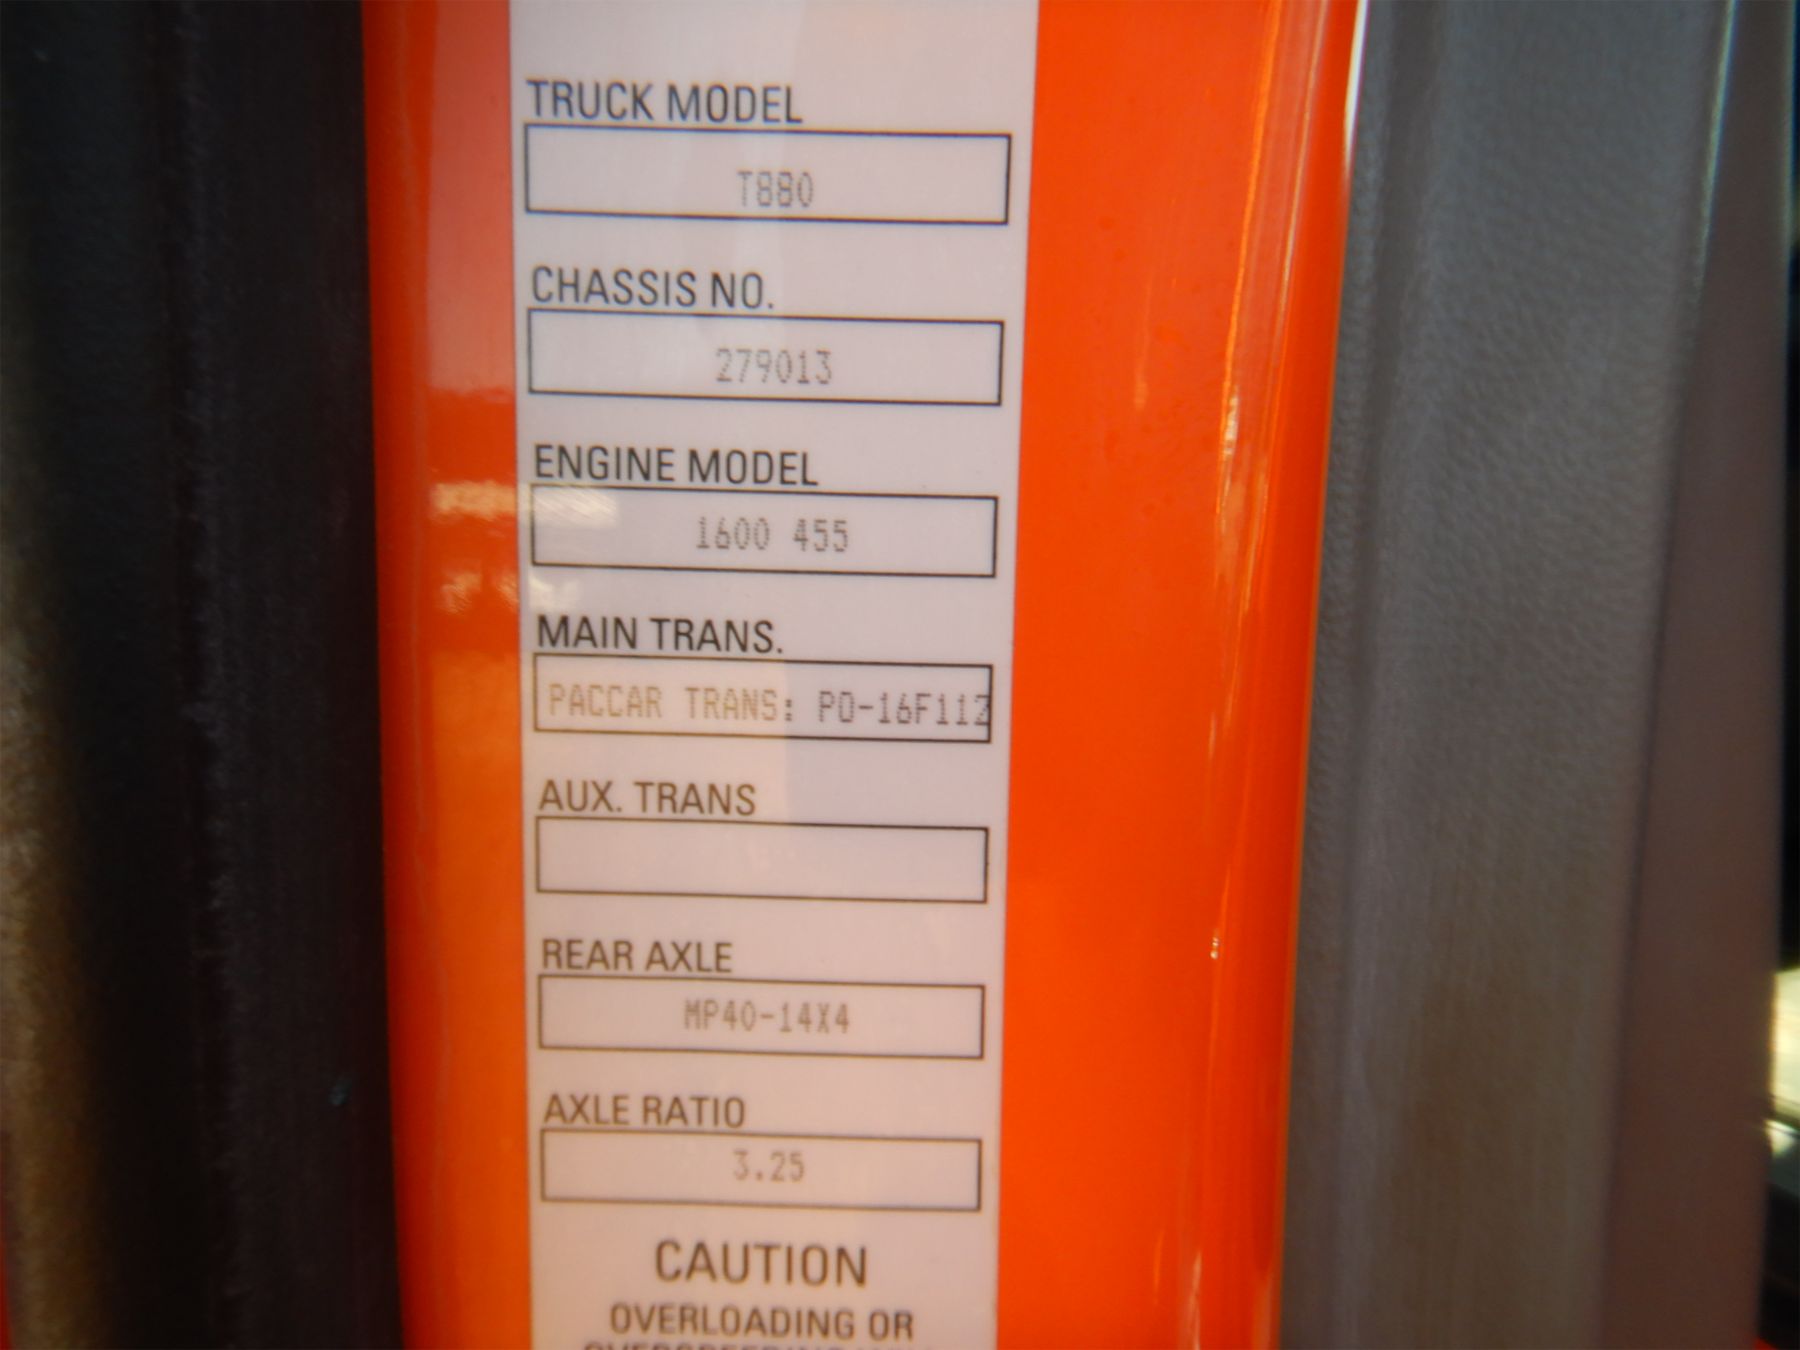 TRUCK MODEL
T880
CHASSIS NO.
279013
ENGINE MODEL
1600 455
MAIN TRANS.
PACCAR TRANS: PO-16F112
AUX. TRANS
REAR AXLE
MP40-14X4
AXLE RATIO
3.25
CAUTION
OVERLOADING OR